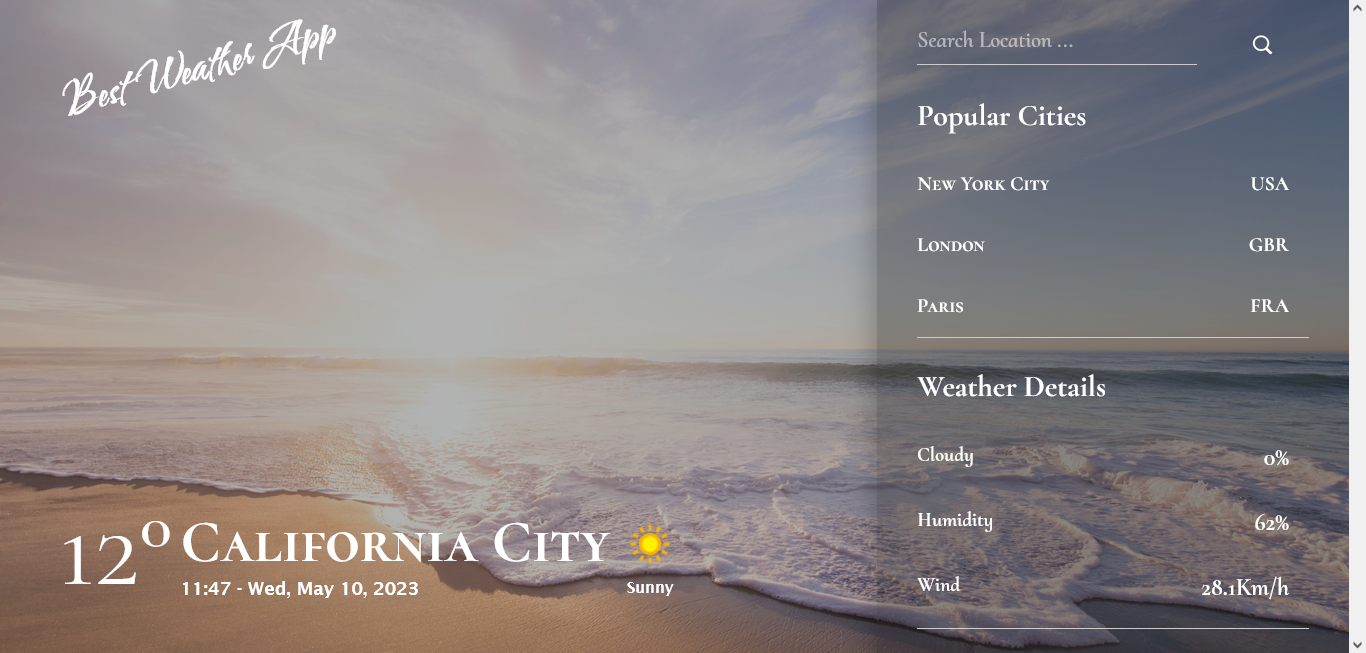 Best Weather App
12°
California City
11:47 - Wed, May 10, 2023
Sunny
Search Location ...
Popular Cities
New York City USA
London GBR
Paris FRA
Weather Details
Cloudy 0%
Humidity 62%
Wind 28.1Km/h